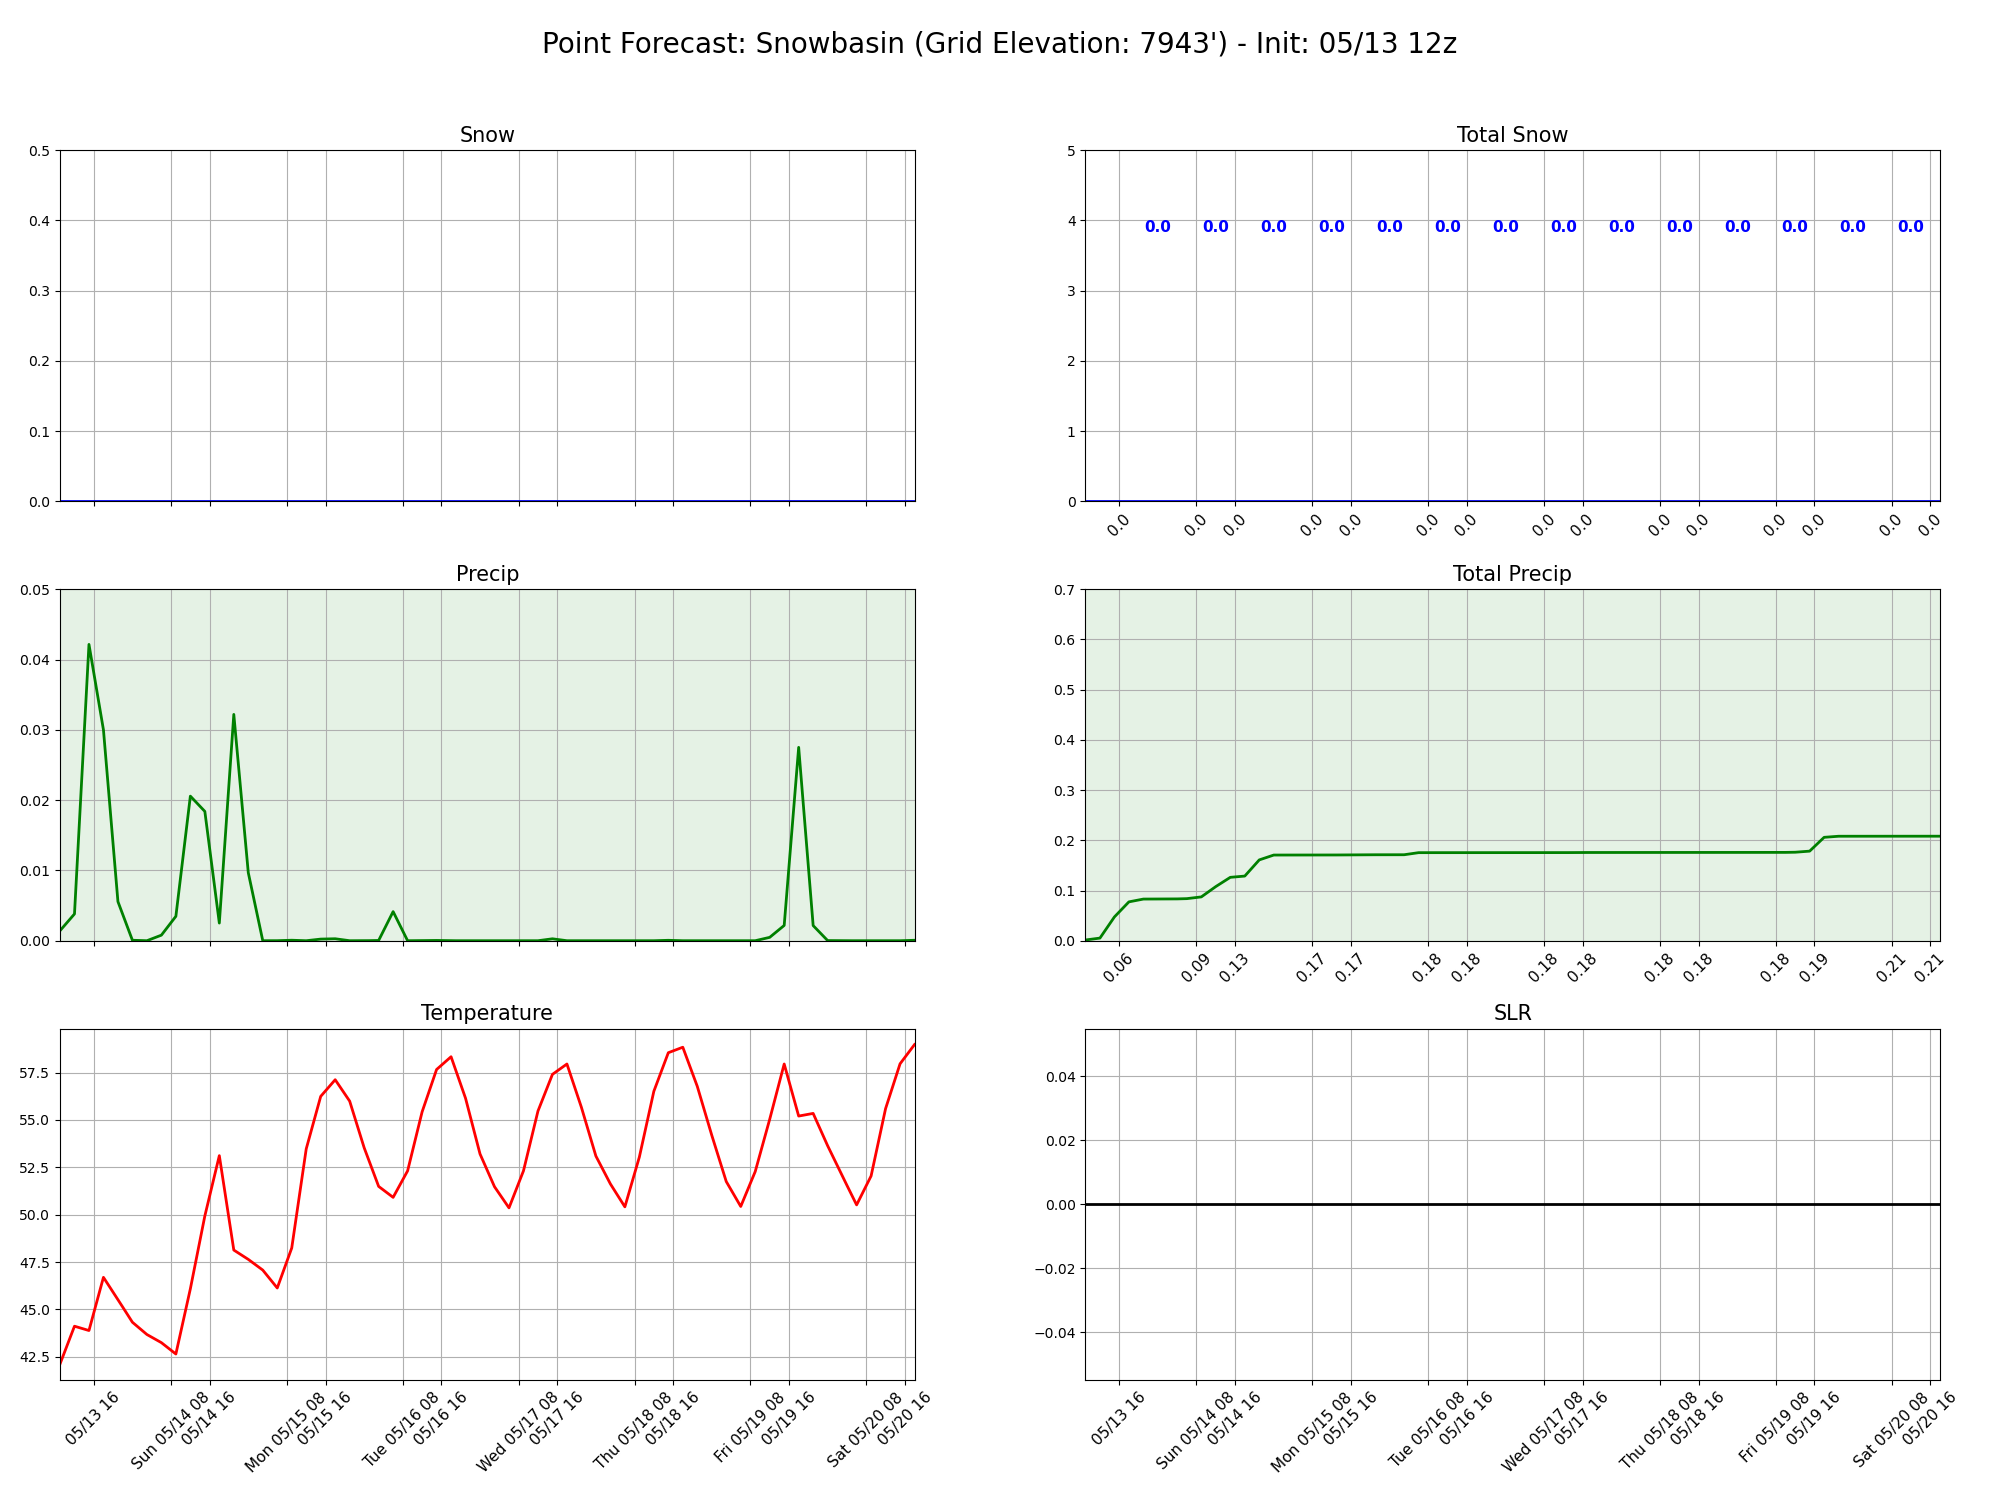 Point Forecast: Snowbasin (Grid Elevation: 7943') - Init: 05/13 12z
Snow
0.5
0.4
0.3
0.2
0.1
0.0
Total Snow
5
4
3
2
1
0
0.0 0.0 0.0 0.0 0.0 0.0 0.0 0.0 0.0 0.0 0.0 0.0 0.0 0.0
0.0 0.0 0.0 0.0 0.0 0.0 0.0 0.0 0.0 0.0 0.0 0.0 0.0 0.0 0.0
Precip
0.05
0.04
0.03
0.02
0.01
0.00
Total Precip
0.7
0.6
0.5
0.4
0.3
0.2
0.1
0.0
0.06 0.09 0.13 0.17 0.17 0.18 0.18 0.18 0.18 0.18 0.18 0.18 0.19 0.21 0.21
Temperature
57.5
55.0
52.5
50.0
47.5
45.0
42.5
05/13 16
Sun 05/14 08
05/14 16
Mon 05/15 08
05/15 16
Tue 05/16 08
05/16 16
Wed 05/17 08
05/17 16
Thu 05/18 08
05/18 16
Fri 05/19 08
05/19 16
Sat 05/20 08
05/20 16
SLR
0.04
0.02
0.00
−0.02
−0.04
05/13 16
Sun 05/14 08
05/14 16
Mon 05/15 08
05/15 16
Tue 05/16 08
05/16 16
Wed 05/17 08
05/17 16
Thu 05/18 08
05/18 16
Fri 05/19 08
05/19 16
Sat 05/20 08
05/20 16